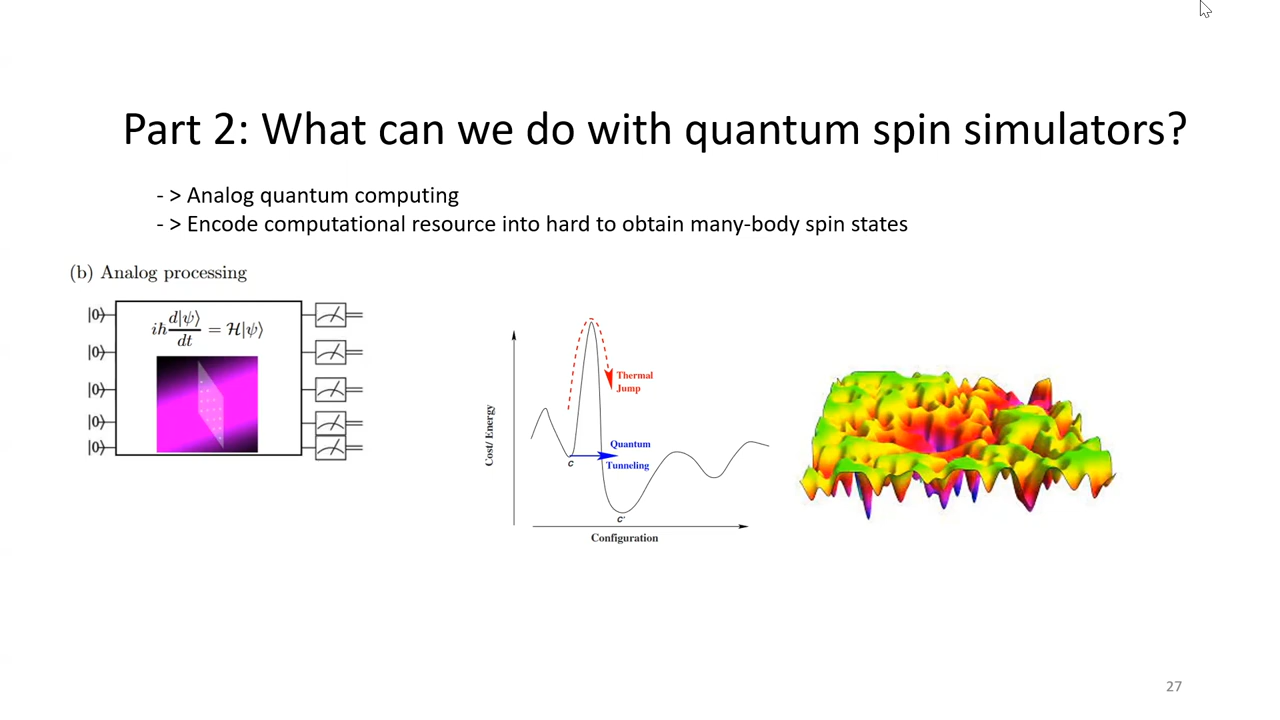 Part 2: What can we do with quantum spin simulators?
- > Analog quantum computing
- > Encode computational resource into hard to obtain many-body spin states
(b) Analog processing
|0⟩
|0⟩
|0⟩
|0⟩
|0⟩
iħ d|ψ⟩/dt = ℋ|ψ⟩
Cost/ Energy
Thermal
Jump
Quantum
Tunneling
C
C'
Configuration
27